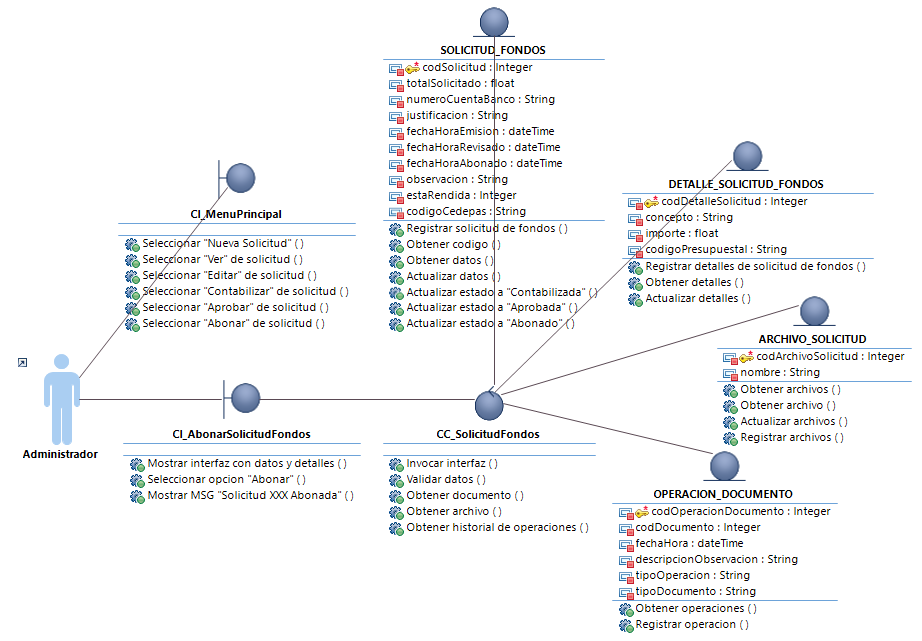 SOLICITUD_FONDOS
codSolicitud : Integer
totalSolicitado : float
numeroCuentaBanco : String
justificacion : String
fechaHoraEmision : dateTime
fechaHoraRevisado : dateTime
fechaHoraAbonado : dateTime
observacion : String
estaRendida : Integer
codigoCedepas : String
Registrar solicitud de fondos ( )
Obtener codigo ( )
Obtener datos ( )
Actualizar datos ( )
Actualizar estado a "Contabilizada" ( )
Actualizar estado a "Aprobada" ( )
Actualizar estado a "Abonado" ( )
CI_MenuPrincipal
Seleccionar "Nueva Solicitud" ( )
Seleccionar "Ver" de solicitud ( )
Seleccionar "Editar" de solicitud ( )
Seleccionar "Contabilizar" de solicitud ( )
Seleccionar "Aprobar" de solicitud ( )
Seleccionar "Abonar" de solicitud ( )
DETALLE_SOLICITUD_FONDOS
codDetalleSolicitud : Integer
concepto : String
importe : float
codigoPresupuestal : String
Registrar detalles de solicitud de fondos ( )
Obtener detalles ( )
Actualizar detalles ( )
ARCHIVO_SOLICITUD
codArchivoSolicitud : Integer
nombre : String
Obtener archivos ( )
Obtener archivo ( )
Actualizar archivos ( )
Registrar archivos ( )
Administrador
CI_AbonarSolicitudFondos
Mostrar interfaz con datos y detalles ( )
Seleccionar opcion "Abonar" ( )
Mostrar MSG "Solicitud XXX Abonada" ( )
CC_SolicitudFondos
Invocar interfaz ( )
Validar datos ( )
Obtener documento ( )
Obtener archivo ( )
Obtener historial de operaciones ( )
OPERACION_DOCUMENTO
codOperacionDocumento : Integer
codDocumento : Integer
fechaHora : dateTime
descripcionObservacion : String
tipoOperacion : String
tipoDocumento : String
Obtener operaciones ( )
Registrar operacion ( )